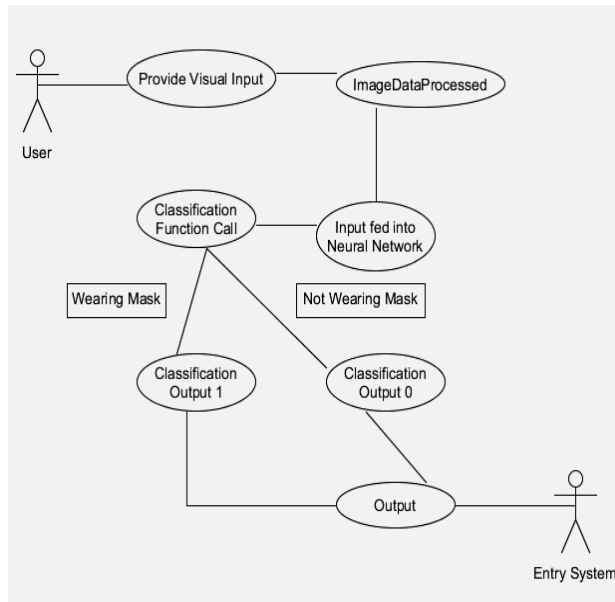 Provide Visual Input
ImageDataProcessed
User
Classification
Function Call
Input fed into
Neural Network
Wearing Mask
Not Wearing Mask
Classification
Output 1
Classification
Output 0
Output
Entry System